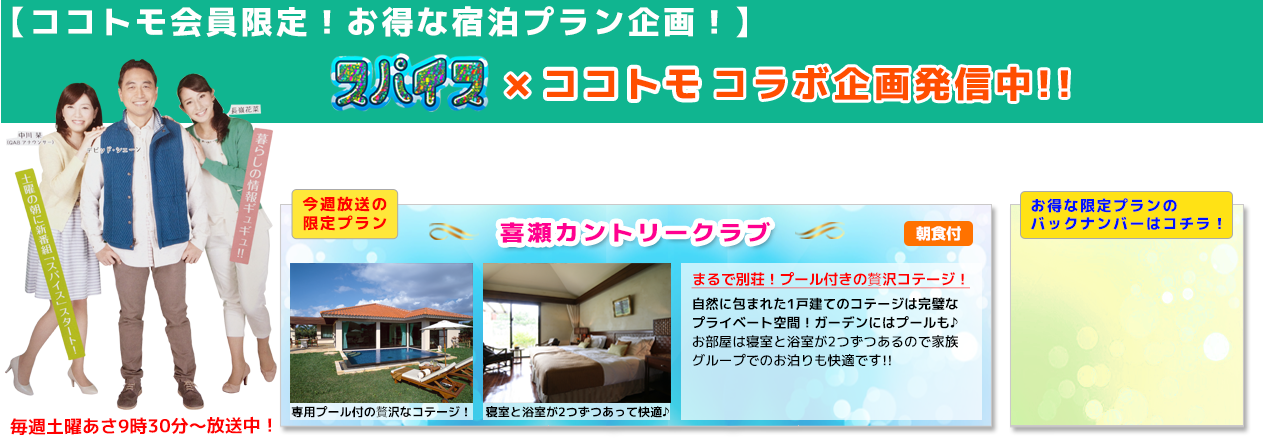 【ココトモ会員限定！お得な宿泊プラン企画！】
スパイス × ココトモ コラボ企画発信中!!
中川 栞
(QABアナウンサー)
デビッド・シェーン
長嶺花菜
暮らしの情報ギュギュ!!
土曜の朝に新番組「スパイス」スタート!
毎週土曜あさ9時30分～放送中！
今週放送の
限定プラン
喜瀬カントリークラブ
朝食付
専用プール付の贅沢なコテージ！
寝室と浴室が2つずつあって快適♪
まるで別荘！プール付きの贅沢コテージ！
自然に包まれた1戸建てのコテージは完璧な
プライベート空間！ガーデンにはプールも♪
お部屋は寝室と浴室が2つずつあるので家族
グループでのお泊りも快適です!!
お得な限定プランの
バックナンバーはコチラ！